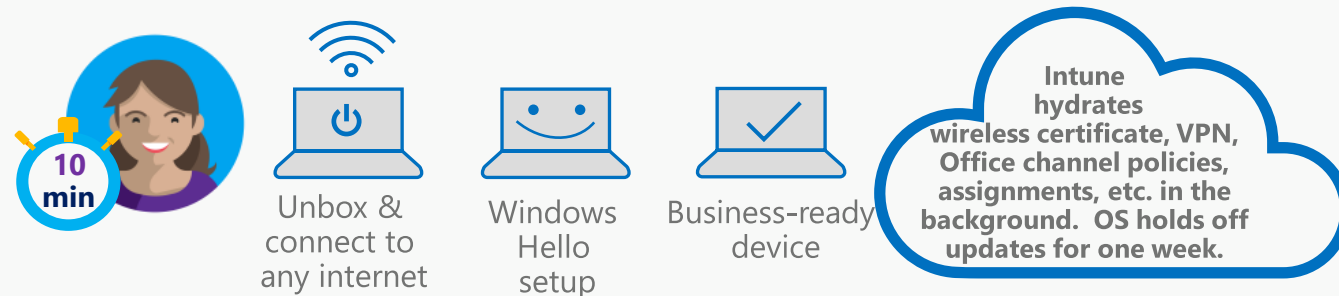 10
min
Unbox &
connect to
any internet
Windows
Hello
setup
Business-ready
device
Intune
hydrates
wireless certificate, VPN,
Office channel policies,
assignments, etc. in the
background.  OS holds off
updates for one week.